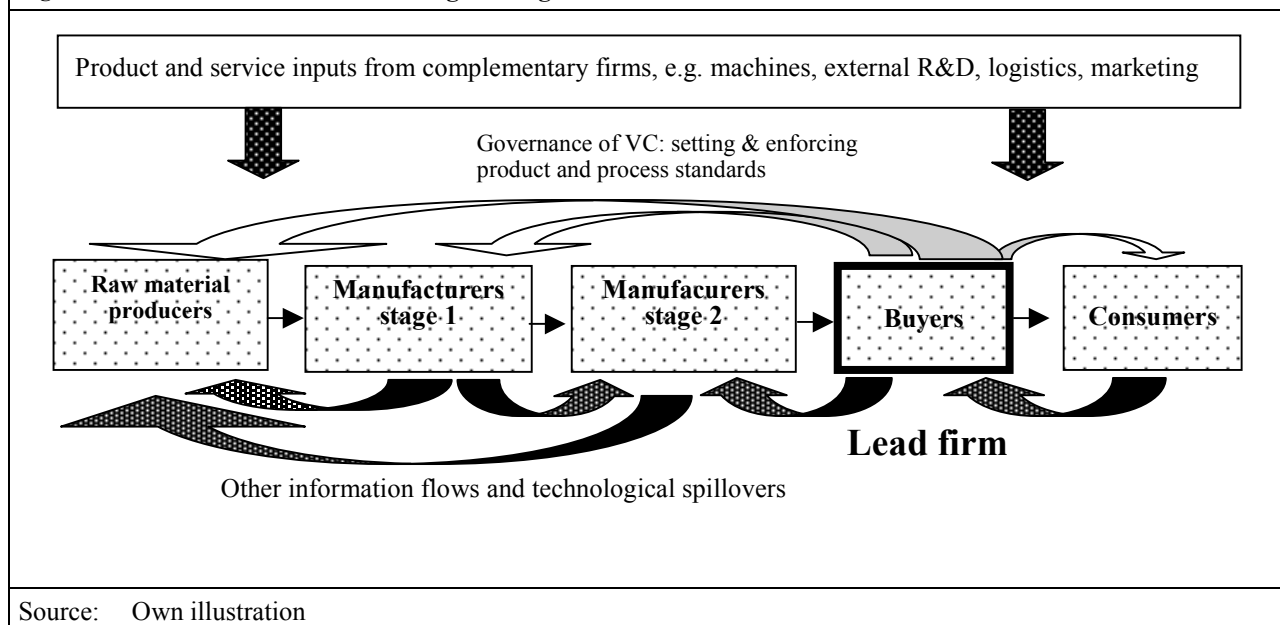 Product and service inputs from complementary firms, e.g. machines, external R&D, logistics, marketing
Governance of VC: setting & enforcing
product and process standards
Raw material
producers
Manufacturers
stage 1
Manufacurers
stage 2
Buyers
Consumers
Lead firm
Other information flows and technological spillovers
Source: Own illustration